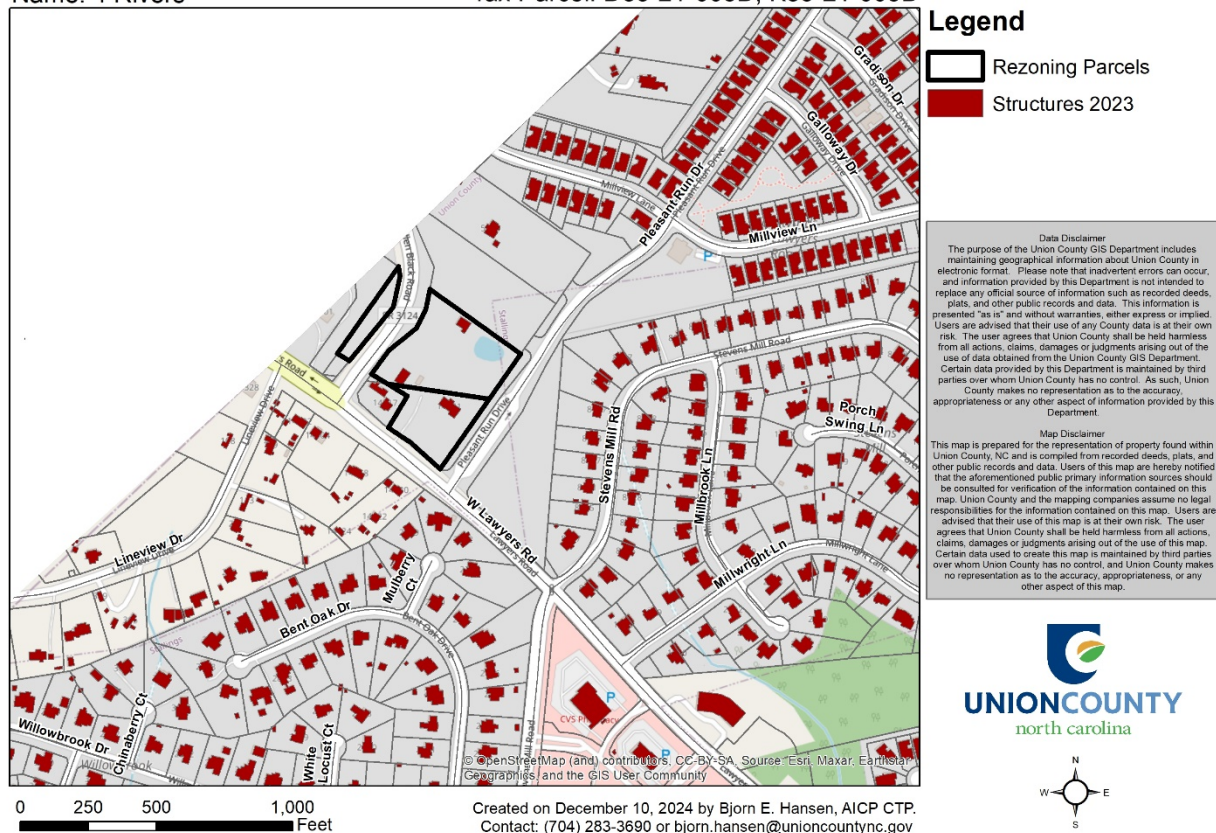 Legend
Rezoning Parcels
Structures 2023
Gradison Dr
Gradison Drive
Galloway Dr
Galloway Drive
Pleasant Run Dr
Pleasant Run Drive
Millview Lane
Millview Ln
Union County
P
Black Road
SR 3124
s Road
Pleasant Run Drive
Lineview Drive
Lineview Dr
Lineview Drive
Stevens Mill Road
Stevens Mill Rd
Porch
Swing Ln
Millbrook Ln
Millwright Ln
Millwright Lane
W Lawyers Rd
Lawyers Road
Mulberry
Ct
Bent Oak Dr
Bent Oak Drive
Stallings
Chinaberry Ct
Willowbrook Dr
White
Locust Ct
Mill Road
CVS Pharmacy
P
P
© OpenStreetMap (and) contributors, CC-BY-SA, Source: Esri, Maxar, Earthstar
Geographics, and the GIS User Community
Data Disclaimer
The purpose of the Union County GIS Department includes
maintaining geographical information about Union County in
electronic format. Please note that inadvertent errors can occur,
and information provided by this Department is not intended to
replace any official source of information such as recorded deeds,
plats, and other public records and data. This information is
presented "as is" and without warranties, either express or implied.
Users are advised that their use of any County data is at their own
risk. The user agrees that Union County shall be held harmless
from all actions, claims, damages or judgments arising out of the
use of data obtained from the Union County GIS Department.
Certain data provided by this Department is maintained by third
parties over whom Union County has no control. As such, Union
County makes no representation as to the accuracy,
appropriateness or any other aspect of information provided by this
Department.
Map Disclaimer
This map is prepared for the representation of property found within
Union County, NC and is compiled from recorded deeds, plats, and
other public records and data. Users of this map are hereby notified
that the aforementioned public primary information sources should
be consulted for verification of the information contained on this
map. Union County and the mapping companies assume no legal
responsibilities for the information contained on this map. Users are
advised that their use of this map is at their own risk. The user
agrees that Union County shall be held harmless from all actions,
claims, damages or judgments arising out of the use of this map.
Certain data used to create this map is maintained by third parties
over whom Union County has no control, and Union County makes
no representation as to the accuracy, appropriateness, or any
other aspect of this map.
UNIONCOUNTY
north carolina
N
W E
S
0 250 500 1,000
Feet
Created on December 10, 2024 by Bjorn E. Hansen, AICP CTP.
Contact: (704) 283-3690 or bjorn.hansen@unioncountync.gov